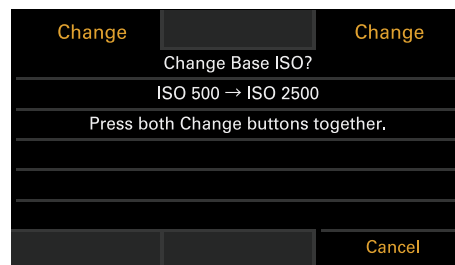 Change Change
Change Base ISO?
ISO 500 → ISO 2500
Press both Change buttons together.
Cancel